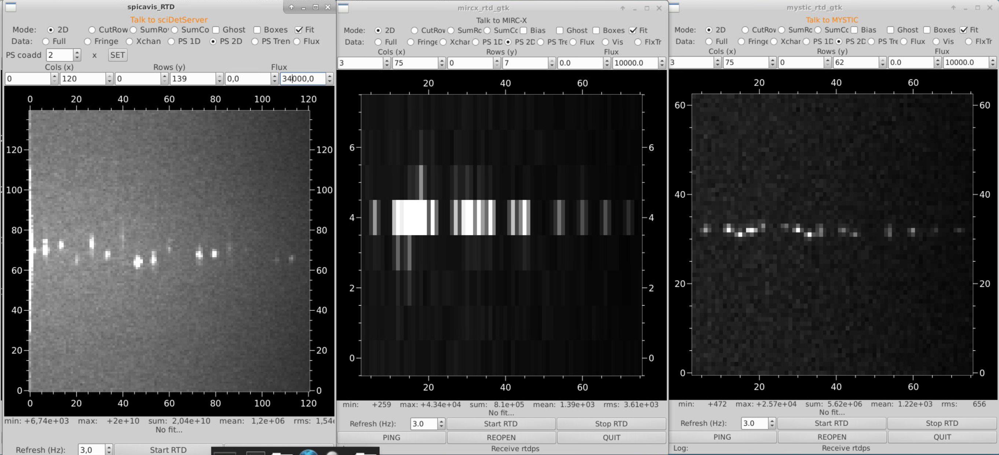 spicavis_RTD
Talk to sciDetServer
Mode: 2D CutRow SumRo SumCo Ghost Boxes Fit
Data: Full Fringe Xchan PS 1D PS 2D PS Tren Flux
PS coadd 2 x SET
Cols (x) Rows (y) Flux
0 120 0 139 0,0 34000,0
0 20 40 60 80 100 120
120 120
100 100
80 80
60 60
40 40
20 20
0 0
0 20 40 60 80 100 120
min: +6,74e+03 max: +2e+10 sum: 2,04e+10 mean: 1,2e+06 rms: 1,54
No fit...
Refresh (Hz): 3,0 Start RTD
mircx_rtd_gtk
Talk to MIRC-X
Mode: 2D CutRov SumRc SumCc Bias Ghost Boxes Fit
Data: Full Fringe Xchar PS 1D PS 2D PS Tre Flux Vis FlxTr
Cols (x) Rows (y) Flux
3 75 0 7 0.0 10000.0
20 40 60
6 6
4 4
2 2
0 0
20 40 60
min: +259 max: +4.34e+04 sum: 8.1e+05 mean: 1.39e+03 rms: 3.61e+03
No fit...
Refresh (Hz): 3.0 Start RTD Stop RTD
PING REOPEN QUIT
Receive rtdps
mystic_rtd_gtk
Talk to MYSTIC
Mode: 2D CutRov SumRc SumCc Bias Ghost Boxes Fit
Data: Full Fringe Xchar PS 1D PS 2D PS Tre Flux Vis FlxTr
Cols (x) Rows (y) Flux
3 75 0 62 0.0 10000.0
20 40 60
60 60
40 40
20 20
0 0
20 40 60
min: +472 max: +2.57e+04 sum: 5.62e+06 mean: 1.22e+03 rms: 656
No fit...
Refresh (Hz): 3.0 Start RTD Stop RTD
PING REOPEN QUIT
Log: Receive rtdps